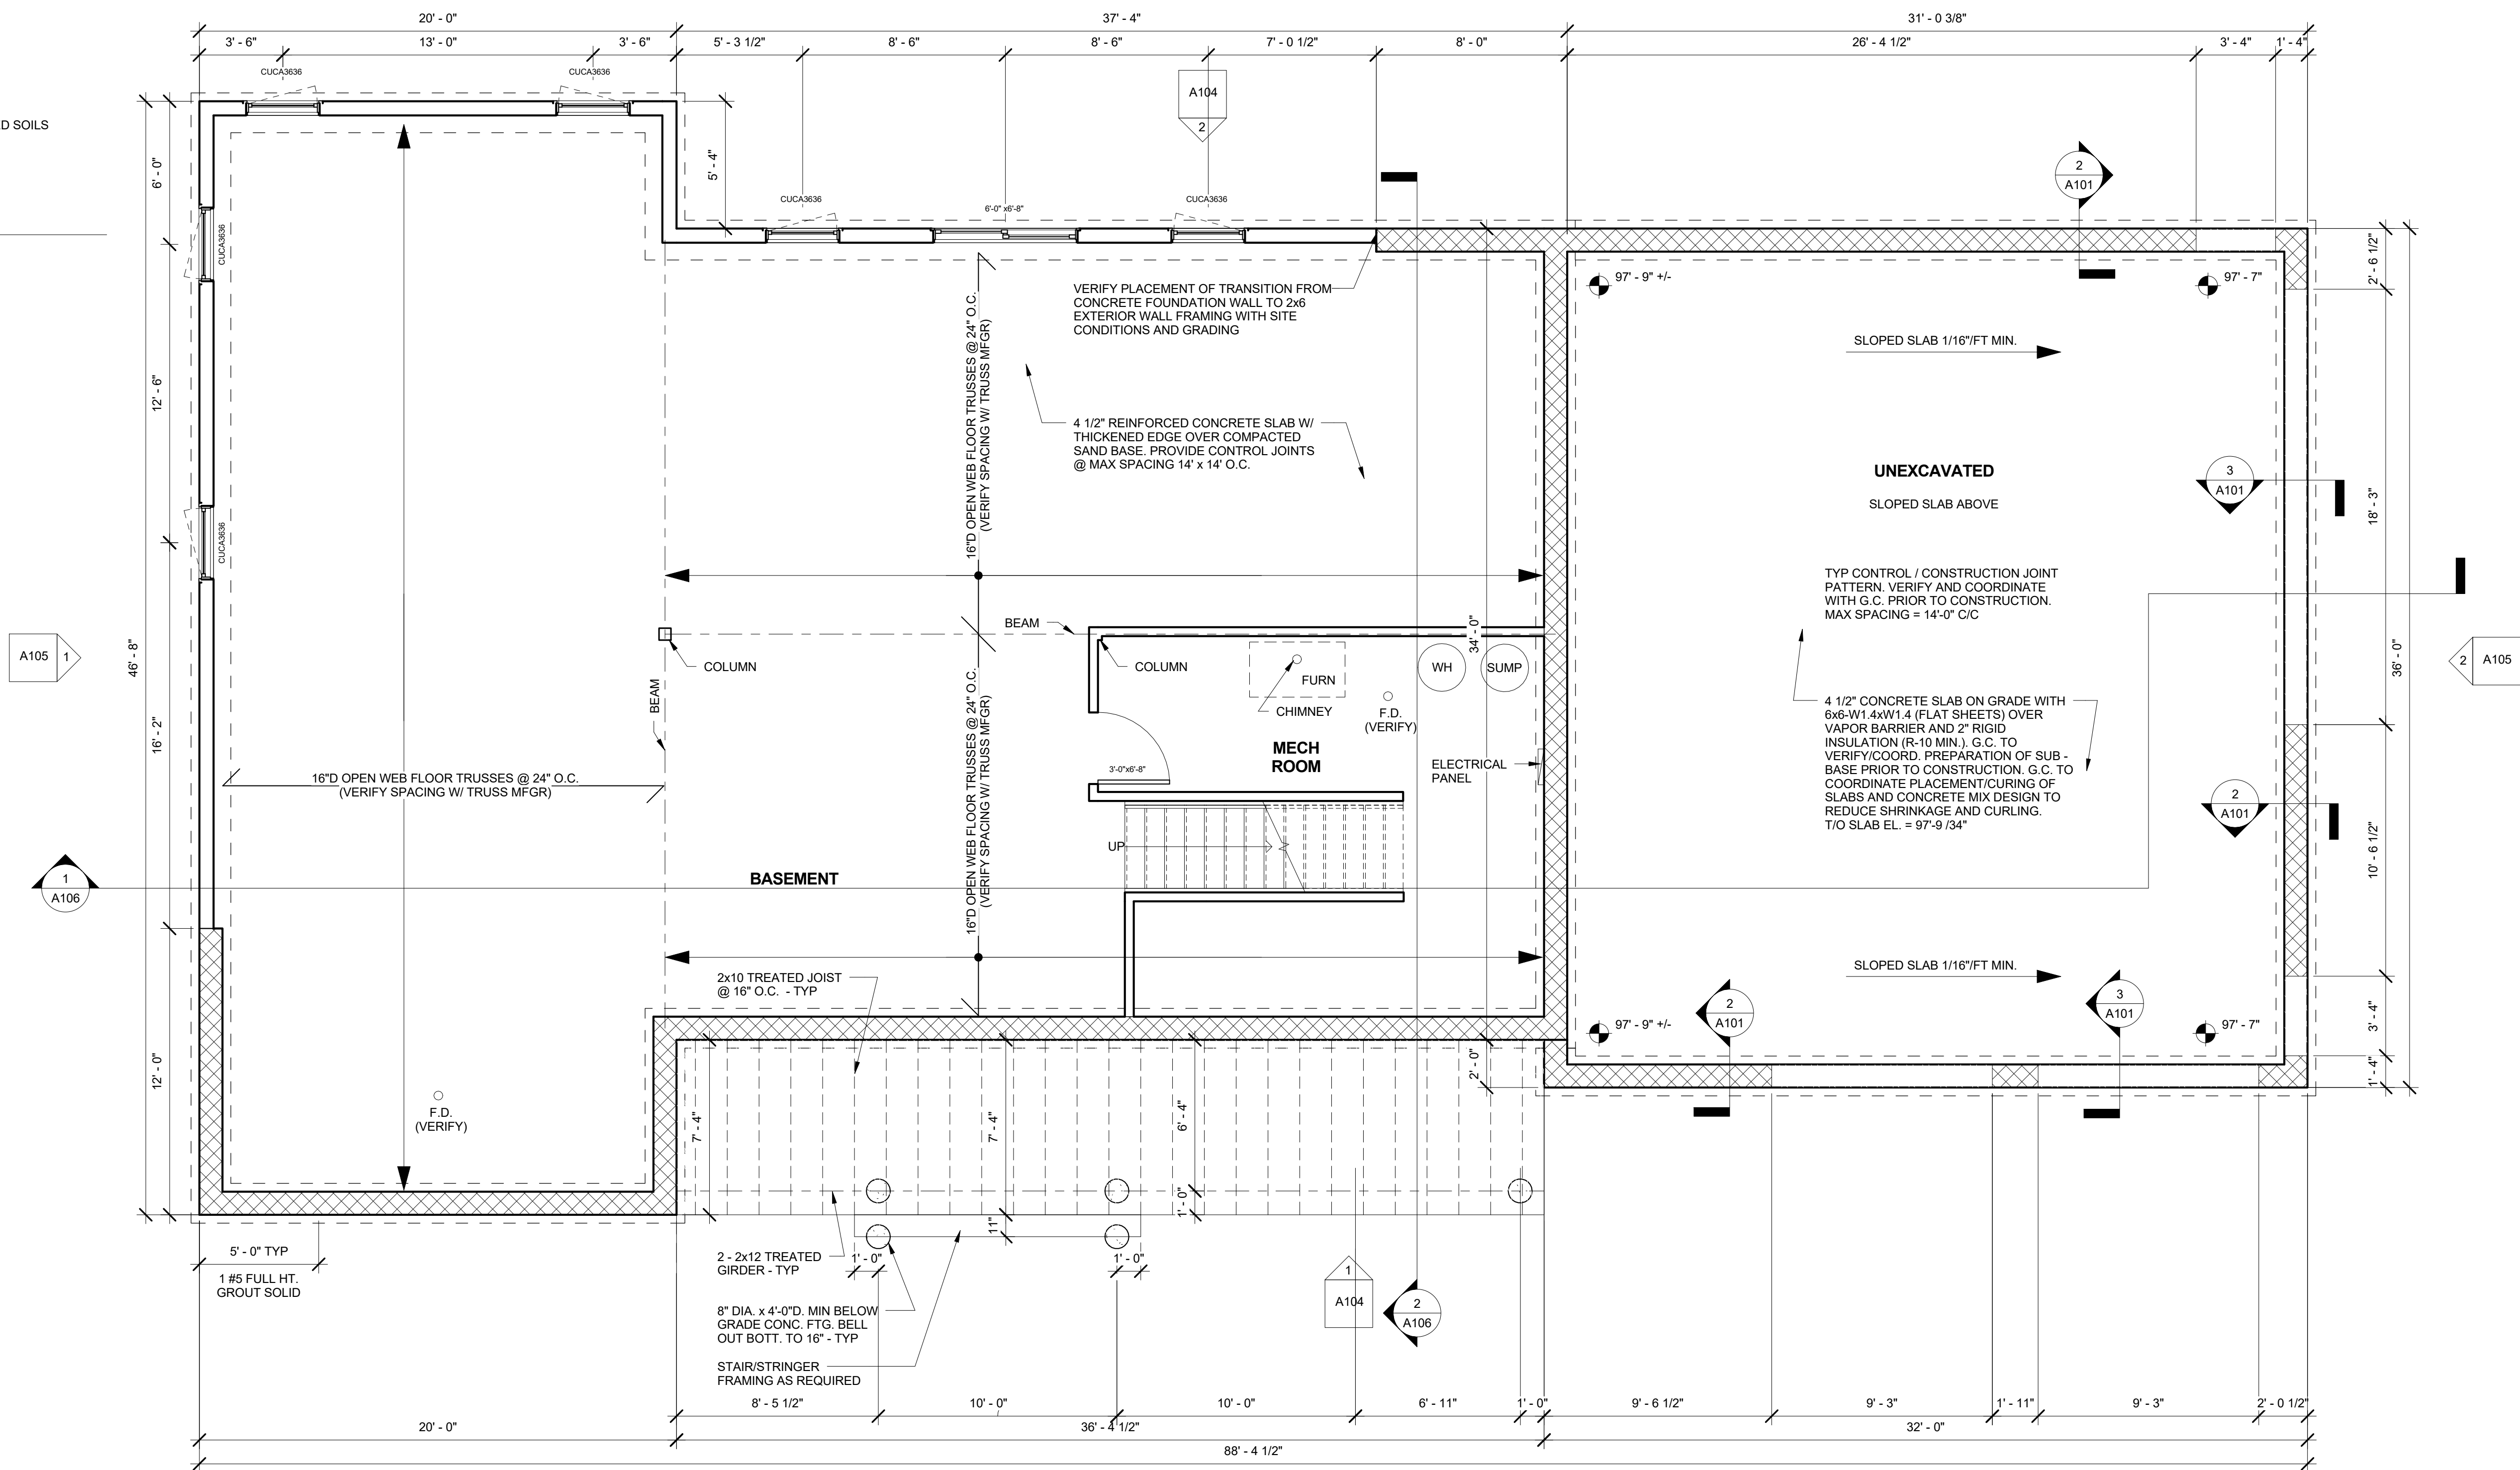 20' - 0"
37' - 4"
31' - 0 3/8"
3' - 6"
13' - 0"
3' - 6"
5' - 3 1/2"
8' - 6"
8' - 6"
7' - 0 1/2"
8' - 0"
26' - 4 1/2"
3' - 4"
1' - 4"
CUCA3636
CUCA3636
A104
2
D SOILS
5' - 4"
6' - 0"
2
A101
CUCA3636
6'-0" x6'-8"
CUCA3636
CUCA3636
2' - 6 1/2"
97' - 9" +/-
97' - 7"
VERIFY PLACEMENT OF TRANSITION FROM
CONCRETE FOUNDATION WALL TO 2x6
EXTERIOR WALL FRAMING WITH SITE
CONDITIONS AND GRADING
16"D OPEN WEB FLOOR TRUSSES @ 24" O.C.
(VERIFY SPACING W/ TRUSS MFGR)
SLOPED SLAB 1/16"/FT MIN.
12' - 6"
4 1/2" REINFORCED CONCRETE SLAB W/
THICKENED EDGE OVER COMPACTED
SAND BASE. PROVIDE CONTROL JOINTS
@ MAX SPACING 14' x 14' O.C.
UNEXCAVATED
SLOPED SLAB ABOVE
3
A101
18' - 3"
CUCA3636
TYP CONTROL / CONSTRUCTION JOINT
PATTERN. VERIFY AND COORDINATE
WITH G.C. PRIOR TO CONSTRUCTION.
MAX SPACING = 14'-0" C/C
BEAM
34' - 0"
A105
1
46' - 8"
COLUMN
COLUMN
WH
SUMP
FURN
CHIMNEY
F.D.
(VERIFY)
36' - 0"
2
A105
BEAM
4 1/2" CONCRETE SLAB ON GRADE WITH
6x6-W1.4xW1.4 (FLAT SHEETS) OVER
VAPOR BARRIER AND 2" RIGID
INSULATION (R-10 MIN.). G.C. TO
VERIFY/COORD. PREPARATION OF SUB -
BASE PRIOR TO CONSTRUCTION. G.C. TO
COORDINATE PLACEMENT/CURING OF
SLABS AND CONCRETE MIX DESIGN TO
REDUCE SHRINKAGE AND CURLING.
T/O SLAB EL. = 97'-9 /34"
16' - 2"
MECH
ROOM
3'-0"x6'-8"
ELECTRICAL
PANEL
16"D OPEN WEB FLOOR TRUSSES @ 24" O.C.
(VERIFY SPACING W/ TRUSS MFGR)
16"D OPEN WEB FLOOR TRUSSES @ 24" O.C.
(VERIFY SPACING W/ TRUSS MFGR)
2
A101
UP
10' - 6 1/2"
BASEMENT
1
A106
2x10 TREATED JOIST
@ 16" O.C. - TYP
SLOPED SLAB 1/16"/FT MIN.
2
A101
3
A101
97' - 9" +/-
97' - 7"
3' - 4"
1' - 4"
12' - 0"
2' - 0"
F.D.
(VERIFY)
7' - 4"
7' - 4"
6' - 4"
1' - 0"
11"
5' - 0" TYP
1 #5 FULL HT.
GROUT SOLID
2 - 2x12 TREATED
GIRDER - TYP
1' - 0"
1' - 0"
8" DIA. x 4'-0"D. MIN BELOW
GRADE CONC. FTG. BELL
OUT BOTT. TO 16" - TYP
1
A104
2
A106
STAIR/STRINGER
FRAMING AS REQUIRED
8' - 5 1/2"
10' - 0"
10' - 0"
6' - 11"
1' - 0"
9' - 6 1/2"
9' - 3"
1' - 11"
9' - 3"
2' - 0 1/2"
20' - 0"
36' - 4 1/2"
32' - 0"
88' - 4 1/2"